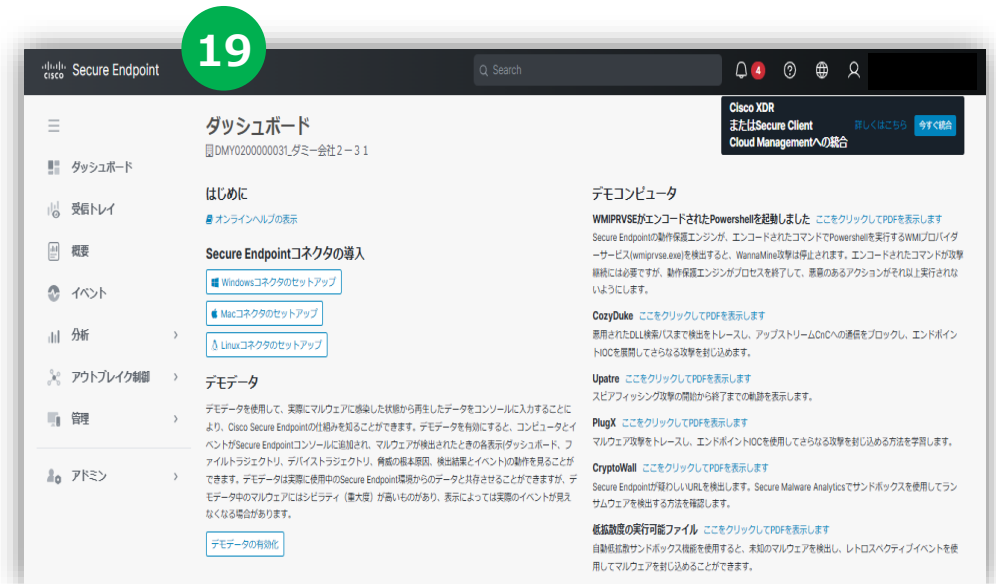 19
CISCO Secure Endpoint
Search
4
Cisco XDR
またはSecure Client
Cloud Managementへの統合
詳しくはこちら
今すぐ統合
ダッシュボード
受信トレイ
概要
イベント
分析
アウトブレイク制御
管理
アドミン
ダッシュボード
DMY0200000031_ダミー会社2－31
はじめに
オンラインヘルプの表示
Secure Endpointコネクタの導入
Windowsコネクタのセットアップ
Macコネクタのセットアップ
Linuxコネクタのセットアップ
デモデータ
デモデータを使用して、実際にマルウェアに感染した状態から再生したデータをコンソールに入力することに
より、Cisco Secure Endpointの仕組みを知ることができます。デモデータを有効にすると、コンピュータとイ
ベントがSecure Endpointコンソールに追加され、マルウェアが検出されたときの各表示(ダッシュボード、フ
ァイルトラジェクトリ、デバイストラジェクトリ、脅威の根本原因、検出結果とイベント)の動作を見ることが
できます。デモデータは実際に使用中のSecure Endpoint環境からのデータと共存させることができますが、デ
モデータ中のマルウェアにはシビラティ（重大度）が高いものがあり、表示によっては実際のイベントが見え
なくなる場合があります。
デモデータの有効化
デモコンピュータ
WMIPRVSEがエンコードされたPowershellを起動しました ここをクリックしてPDFを表示します
Secure Endpointの動作保護エンジンが、エンコードされたコマンドでPowershellを実行するWMIプロバイダ
ーサービス(wmiprvse.exe)を検出すると、WannaMine攻撃は停止されます。エンコードされたコマンドが攻撃
継続には必要ですが、動作保護エンジンがプロセスを終了して、悪意のあるアクションがそれ以上実行されな
いようにします。
CozyDuke ここをクリックしてPDFを表示します
悪用されたDLL検索パスまで検出をトレースし、アップストリームCnCへの通信をブロックし、エンドポイン
トIOCを展開してさらなる攻撃を封じ込めます。
Upatre ここをクリックしてPDFを表示します
スピアフィッシング攻撃の開始から終了までの軌跡を表示します。
PlugX ここをクリックしてPDFを表示します
マルウェア攻撃をトレースし、エンドポイントIOCを使用してさらなる攻撃を封じ込める方法を学習します。
CryptoWall ここをクリックしてPDFを表示します
Secure Endpointが疑わしいURLを検出します。Secure Malware Analyticsでサンドボックスを使用してラン
サムウェアを検出する方法を確認します。
低拡散度の実行可能ファイル ここをクリックしてPDFを表示します
自動低拡散サンドボックス機能を使用すると、未知のマルウェアを検出し、レトロスペクティブイベントを使
用してマルウェアを封じ込めることができます。